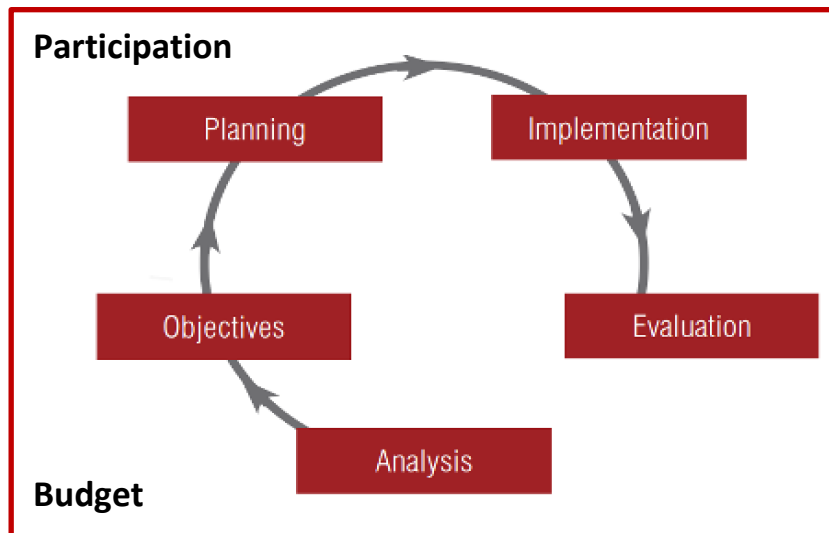 Participation
Planning
Implementation
Objectives
Evaluation
Analysis
Budget